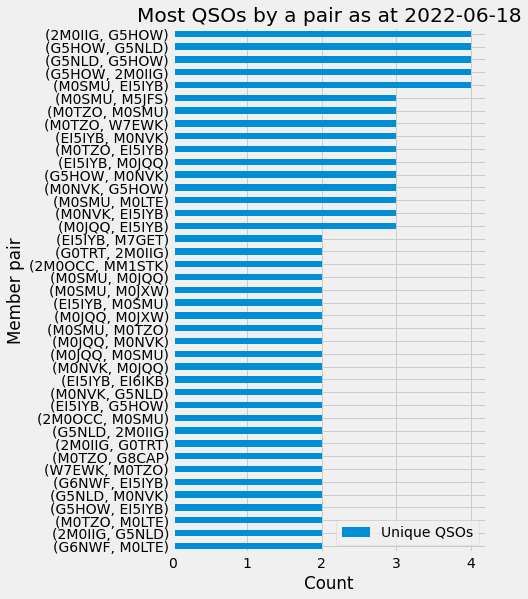 Most QSOs by a pair as at 2022-06-18
(2M0IIG, G5HOW)
(G5HOW, G5NLD)
(G5NLD, G5HOW)
(G5HOW, 2M0IIG)
(M0SMU, EI5IYB)
(M0SMU, M5JFS)
(M0TZO, M0SMU)
(M0TZO, W7EWK)
(EI5IYB, M0NVK)
(M0TZO, EI5IYB)
(EI5IYB, M0JQQ)
(G5HOW, M0NVK)
(M0NVK, G5HOW)
(M0SMU, M0LTE)
(M0NVK, EI5IYB)
(M0JQQ, EI5IYB)
(EI5IYB, M7GET)
(G0TRT, 2M0IIG)
(2M0OCC, MM1STK)
(M0SMU, M0JQQ)
(M0SMU, M0JXW)
(EI5IYB, M0SMU)
(M0JQQ, M0JXW)
(M0SMU, M0TZO)
(M0JQQ, M0NVK)
(M0JQQ, M0SMU)
(M0NVK, M0JQQ)
(EI5IYB, EI6IKB)
(M0NVK, G5NLD)
(EI5IYB, G5HOW)
(2M0OCC, M0SMU)
(G5NLD, 2M0IIG)
(2M0IIG, G0TRT)
(M0TZO, G8CAP)
(W7EWK, M0TZO)
(G6NWF, EI5IYB)
(G5NLD, M0NVK)
(G5HOW, EI5IYB)
(M0TZO, M0LTE)
(2M0IIG, G5NLD)
(G6NWF, M0LTE)
Member pair
Unique QSOs
0 1 2 3 4
Count